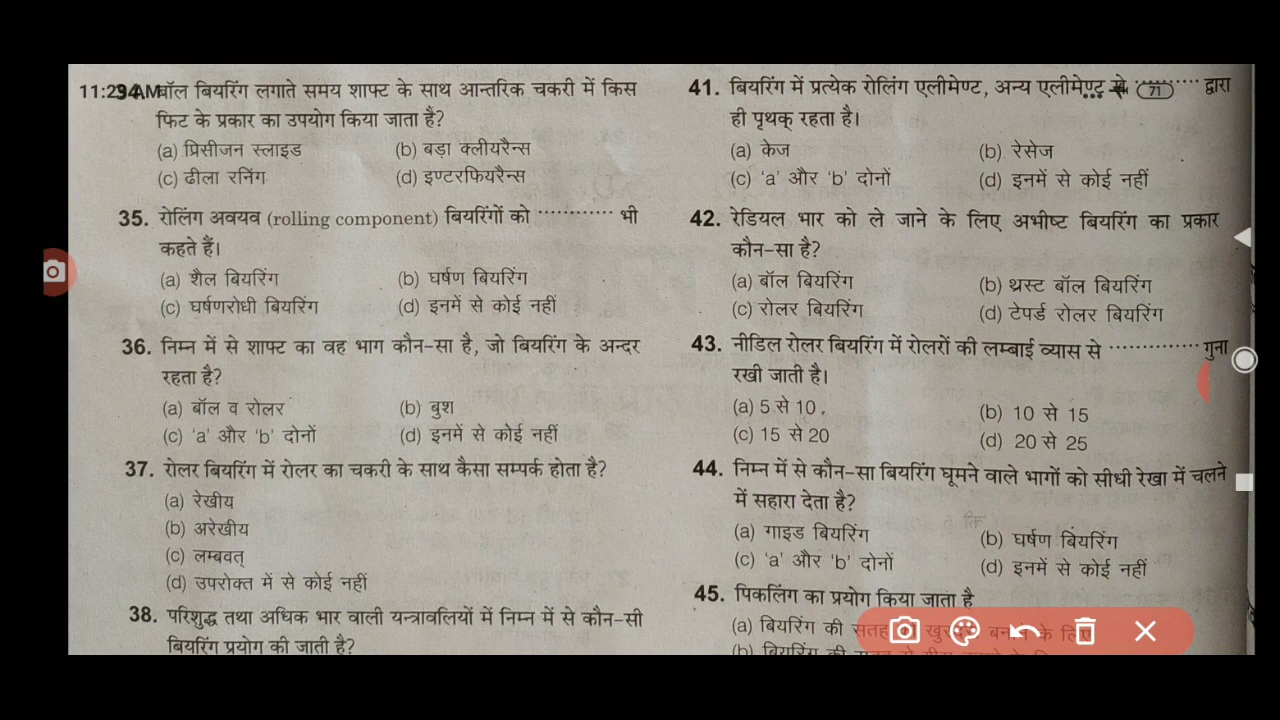 11:29 AM
34. बॉल बियरिंग लगाते समय शाफ्ट के साथ आन्तरिक चकरी में किस
फिट के प्रकार का उपयोग किया जाता है?
(a) प्रिसीजन स्लाइड (b) बड़ा क्लीयरैन्स
(c) ढीला रनिंग (d) इण्टरफियरैन्स
35. रोलिंग अवयव (rolling component) बियरिंगों को ............ भी
कहते हैं।
(a) शैल बियरिंग (b) घर्षण बियरिंग
(c) घर्षणरोधी बियरिंग (d) इनमें से कोई नहीं
36. निम्न में से शाफ्ट का वह भाग कौन-सा है, जो बियरिंग के अन्दर
रहता है?
(a) बॉल व रोलर (b) बुश
(c) 'a' और 'b' दोनों (d) इनमें से कोई नहीं
37. रोलर बियरिंग में रोलर का चकरी के साथ कैसा सम्पर्क होता है?
(a) रेखीय
(b) अरेखीय
(c) लम्बवत्
(d) उपरोक्त में से कोई नहीं
38. परिशुद्ध तथा अधिक भार वाली यन्त्रावलियों में निम्न में से कौन-सी
बियरिंग प्रयोग की जाती है?
41. बियरिंग में प्रत्येक रोलिंग एलीमेण्ट, अन्य एलीमेण्ट से ............ द्वारा
71
ही पृथक् रहता है।
(a) केज (b) रेसेज
(c) 'a' और 'b' दोनों (d) इनमें से कोई नहीं
42. रेडियल भार को ले जाने के लिए अभीष्ट बियरिंग का प्रकार
कौन-सा है?
(a) बॉल बियरिंग (b) थ्रस्ट बॉल बियरिंग
(c) रोलर बियरिंग (d) टेपर्ड रोलर बियरिंग
43. नीडिल रोलर बियरिंग में रोलरों की लम्बाई व्यास से ............. गुना
रखी जाती है।
(a) 5 से 10 (b) 10 से 15
(c) 15 से 20 (d) 20 से 25
44. निम्न में से कौन-सा बियरिंग घूमने वाले भागों को सीधी रेखा में चलने
में सहारा देता है?
(a) गाइड बियरिंग (b) घर्षण बियरिंग
(c) 'a' और 'b' दोनों (d) इनमें से कोई नहीं
45. पिकलिंग का प्रयोग किया जाता है
(a) बियरिंग की सतह के लिए
(b) बियरिंग की